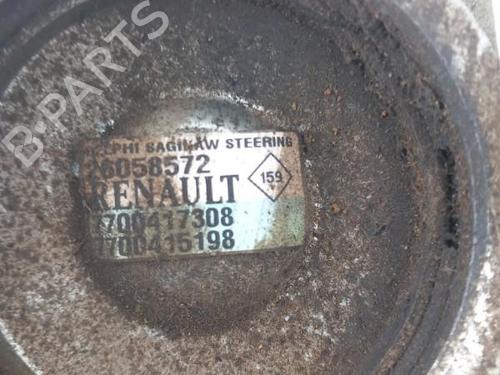 B-PARTS
DELPHI SAGINAW STEERING
26058572
RENAULT 159
7700417308
7700415198